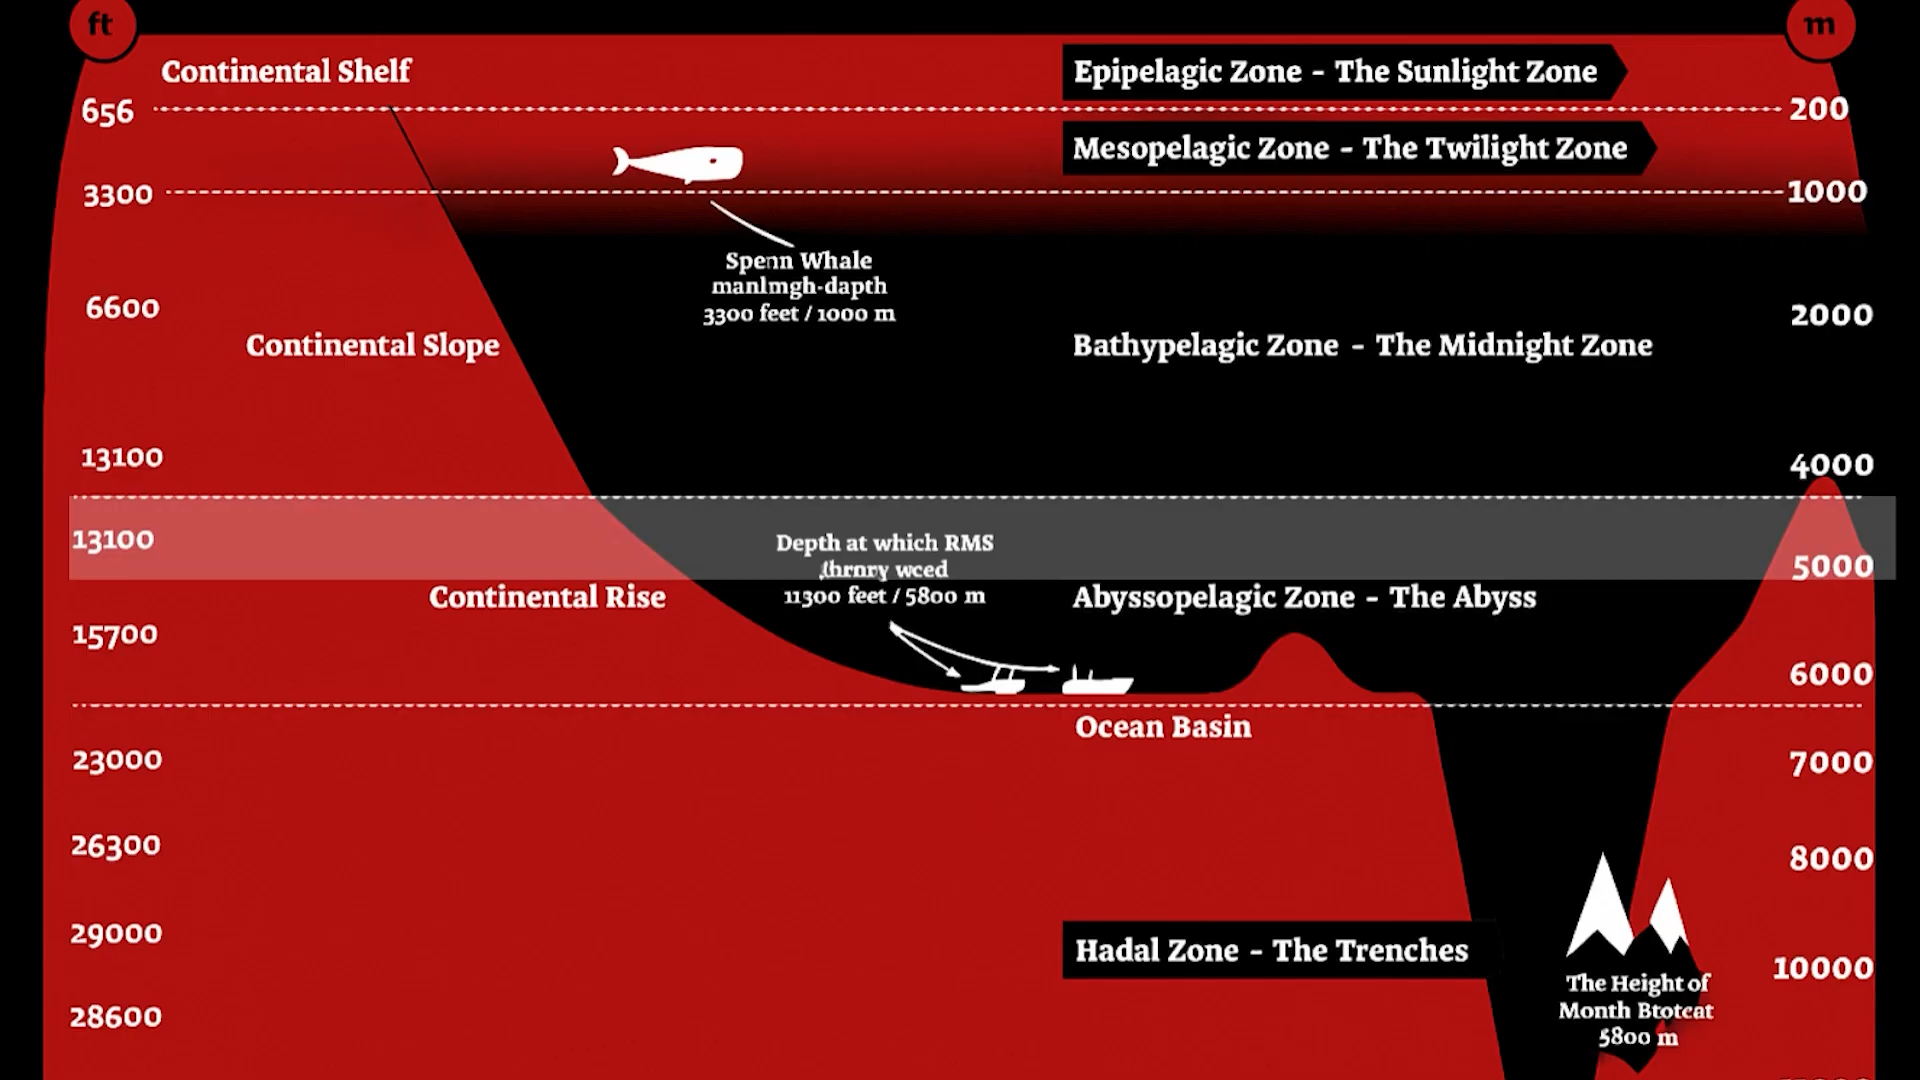 ft
m
Continental Shelf
Epipelagic Zone - The Sunlight Zone
656
200
Mesopelagic Zone - The Twilight Zone
3300
1000
Spenn Whale
manlmgh-dapth
3300 feet / 1000 m
6600
2000
Continental Slope
Bathypelagic Zone - The Midnight Zone
13100
4000
13100
Depth at which RMS
wced
11300 feet / 5800 m
5000
Continental Rise
Abyssopelagic Zone - The Abyss
15700
6000
Ocean Basin
23000
7000
26300
8000
29000
Hadal Zone - The Trenches
10000
The Height of
Month Btotcat
5800 m
28600